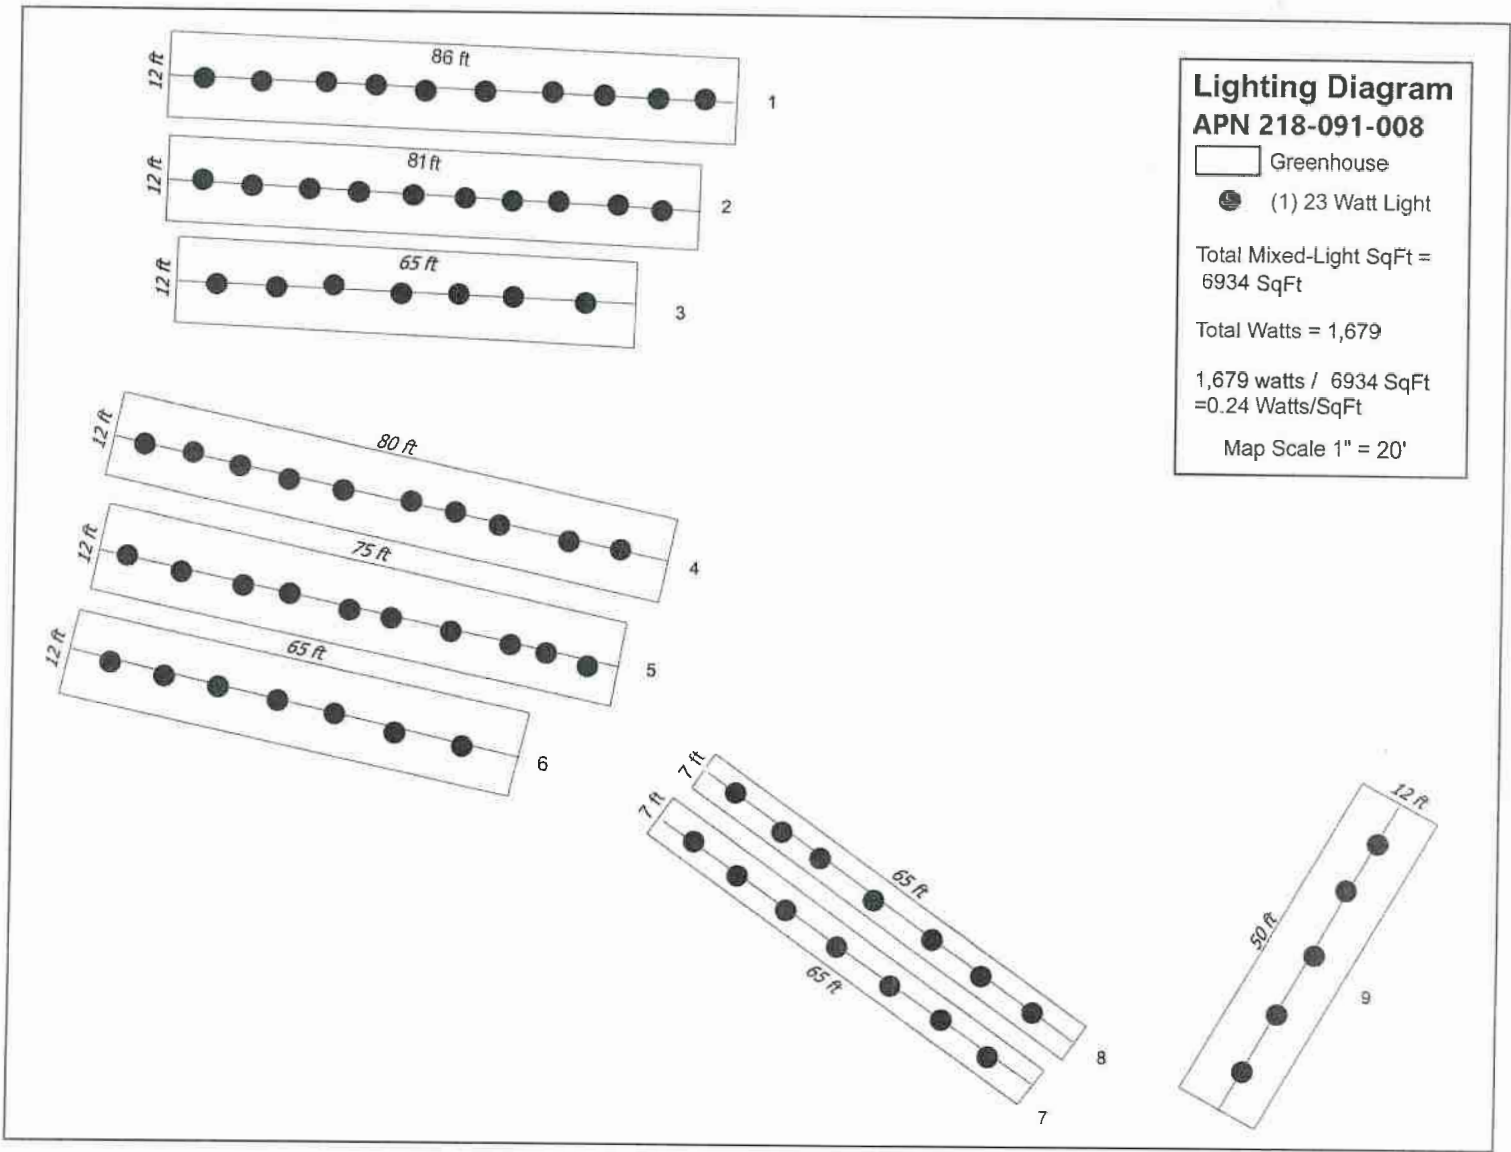 86 ft
12 ft
1
81 ft
12 ft
2
65 ft
12 ft
3
80 ft
12 ft
4
75 ft
12 ft
5
65 ft
12 ft
6
7 ft
65 ft
8
7 ft
65 ft
7
12 ft
50 ft
9
Lighting Diagram
APN 218-091-008
Greenhouse
(1) 23 Watt Light
Total Mixed-Light SqFt =
6934 SqFt
Total Watts = 1,679
1,679 watts / 6934 SqFt
=0.24 Watts/SqFt
Map Scale 1" = 20'